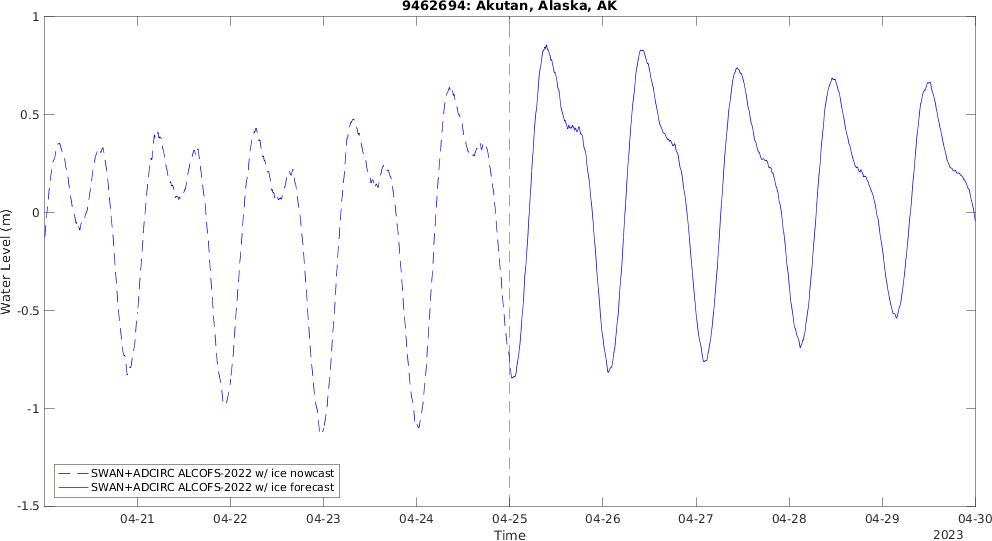 9462694: Akutan, Alaska, AK
1
0.5
0
-0.5
-1
-1.5
Water Level (m)
SWAN+ADCIRC ALCOFS-2022 w/ ice nowcast
SWAN+ADCIRC ALCOFS-2022 w/ ice forecast
04-21 04-22 04-23 04-24 04-25 04-26 04-27 04-28 04-29 04-30
Time
2023